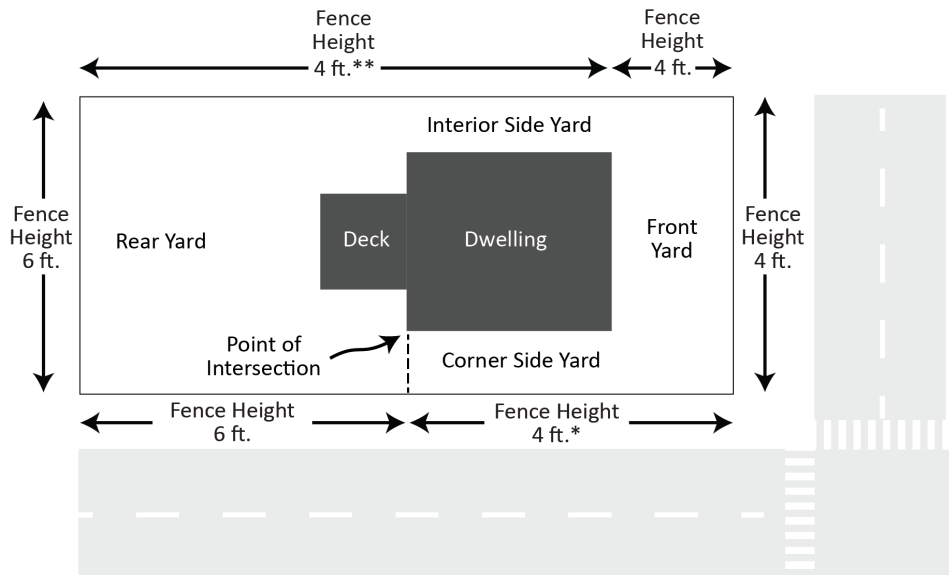 Fence
Height
4 ft.**
Fence
Height
4 ft.
Interior Side Yard
Fence
Height
6 ft.
Rear Yard
Deck
Dwelling
Front
Yard
Fence
Height
4 ft.
Point of
Intersection
Corner Side Yard
Fence Height
6 ft.
Fence Height
4 ft.*